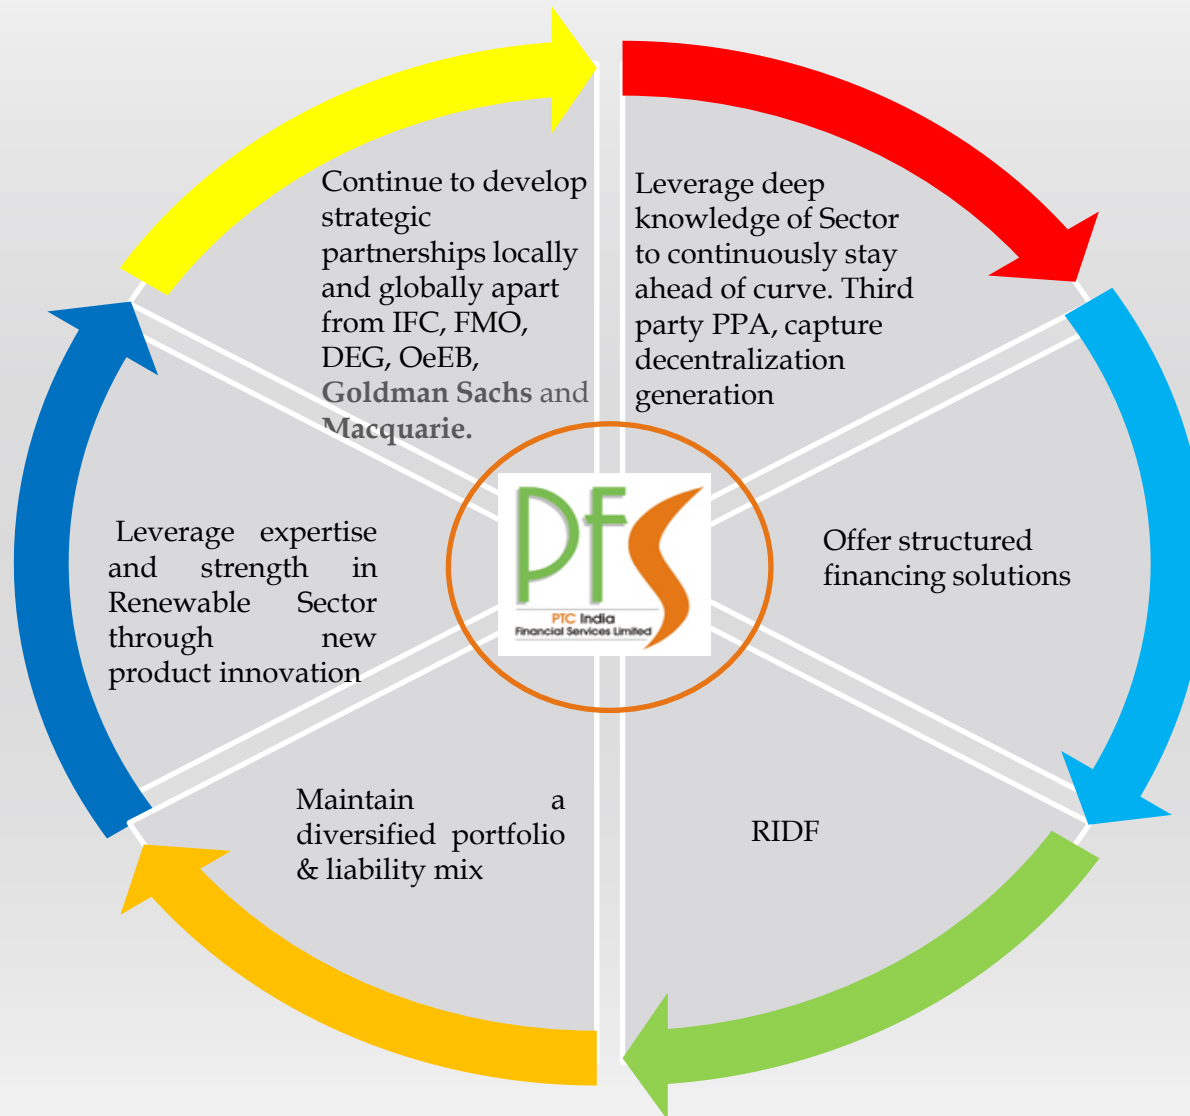 Continue to develop
strategic
partnerships locally
and globally apart
from IFC, FMO,
DEG, OeEB,
Goldman Sachs and
Macquarie.
Leverage deep
knowledge of Sector
to continuously stay
ahead of curve. Third
party PPA, capture
decentralization
generation
Leverage expertise
and strength in
Renewable Sector
through new
product innovation
PFS
PTC India
Financial Services Limited
Offer structured
financing solutions
Maintain a
diversified portfolio
& liability mix
RIDF